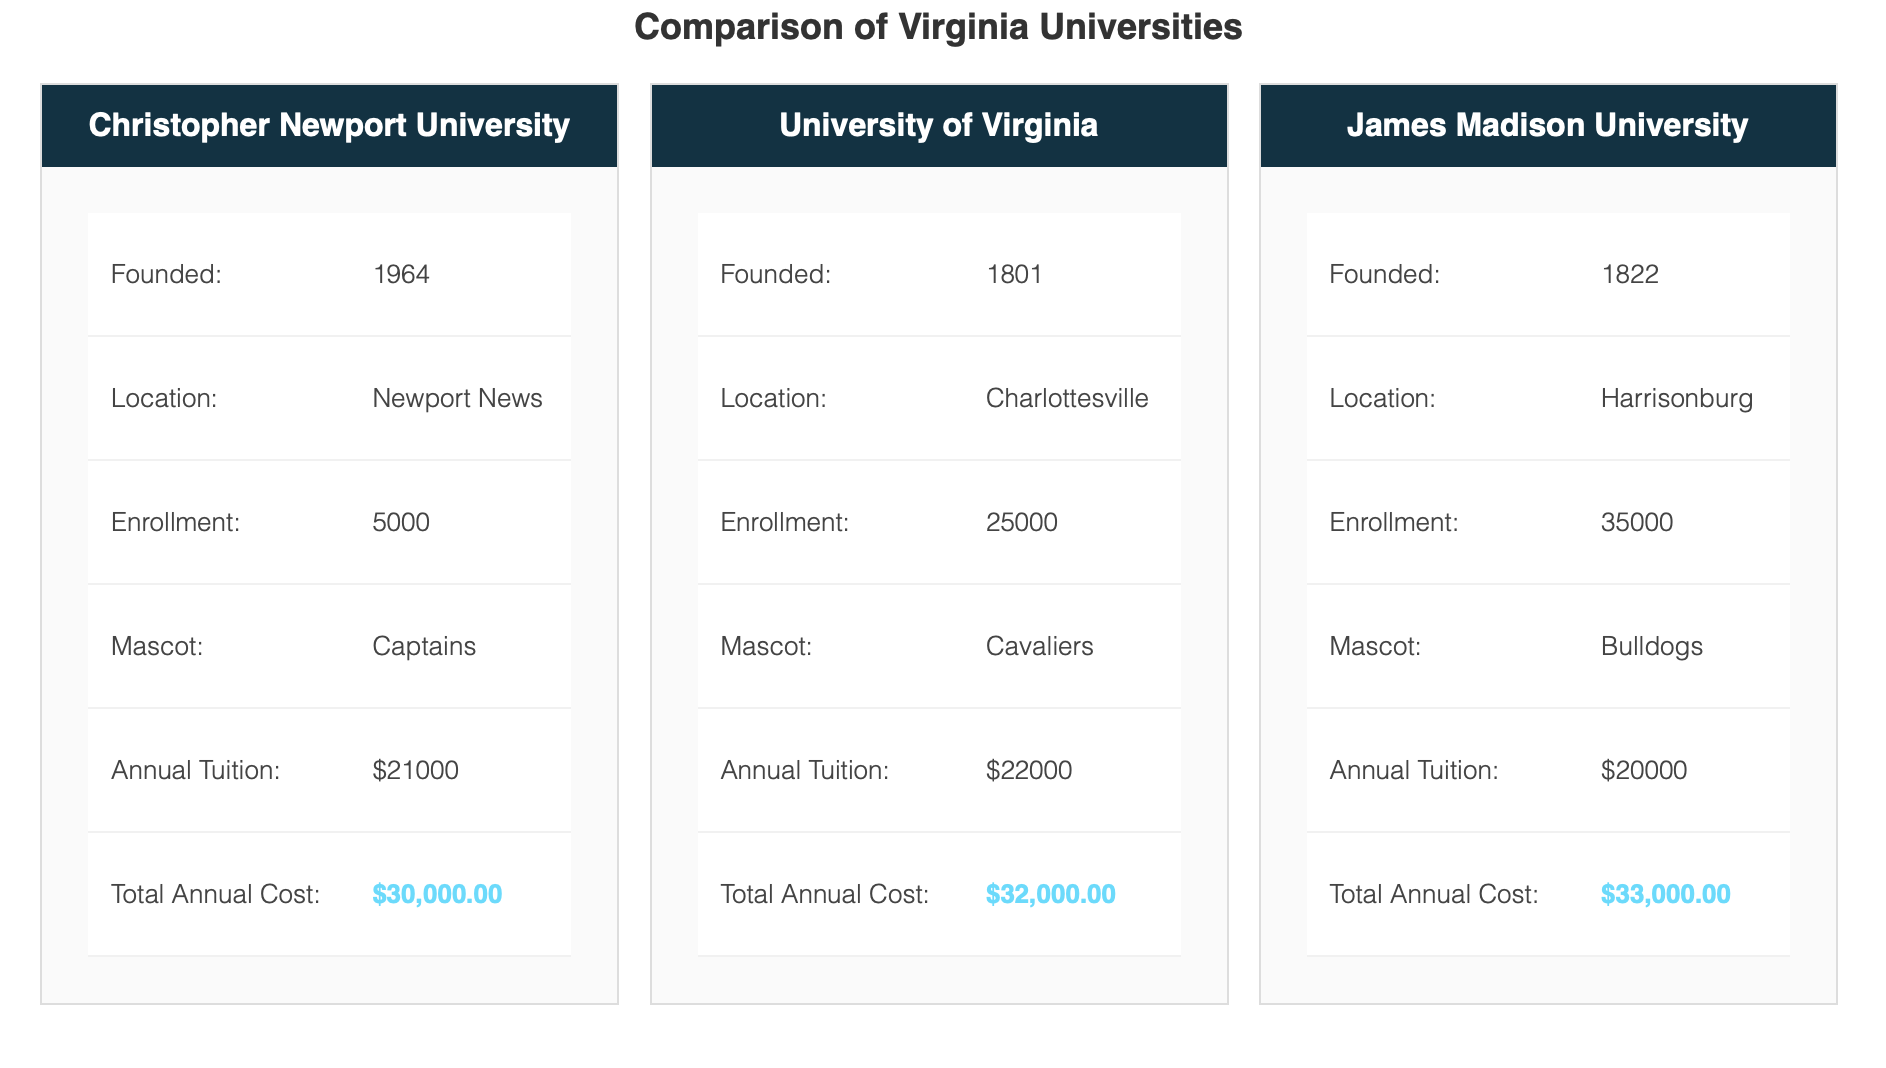 Comparison of Virginia Universities
Christopher Newport University
Founded: 1964
Location: Newport News
Enrollment: 5000
Mascot: Captains
Annual Tuition: $21000
Total Annual Cost: $30,000.00
University of Virginia
Founded: 1801
Location: Charlottesville
Enrollment: 25000
Mascot: Cavaliers
Annual Tuition: $22000
Total Annual Cost: $32,000.00
James Madison University
Founded: 1822
Location: Harrisonburg
Enrollment: 35000
Mascot: Bulldogs
Annual Tuition: $20000
Total Annual Cost: $33,000.00